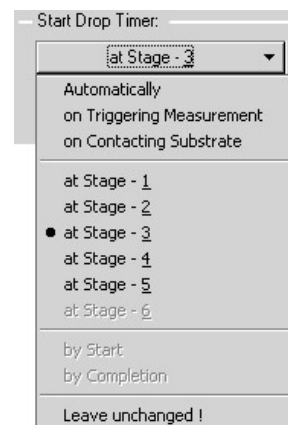 Start Drop Timer:
at Stage - 3
Automatically
on Triggering Measurement
on Contacting Substrate
at Stage - 1
at Stage - 2
at Stage - 3
at Stage - 4
at Stage - 5
at Stage - 6
by Start
by Completion
Leave unchanged !